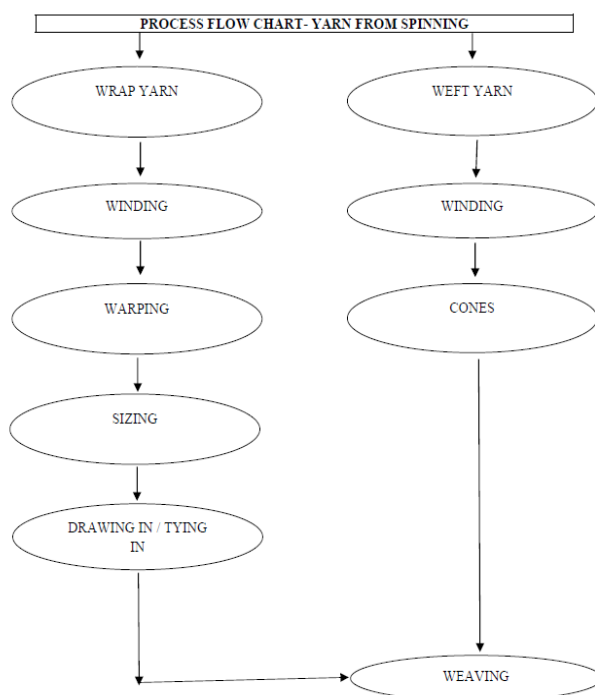 PROCESS FLOW CHART- YARN FROM SPINNING
WRAP YARN
WEFT YARN
WINDING
WINDING
WARPING
CONES
SIZING
DRAWING IN / TYING
IN
WEAVING